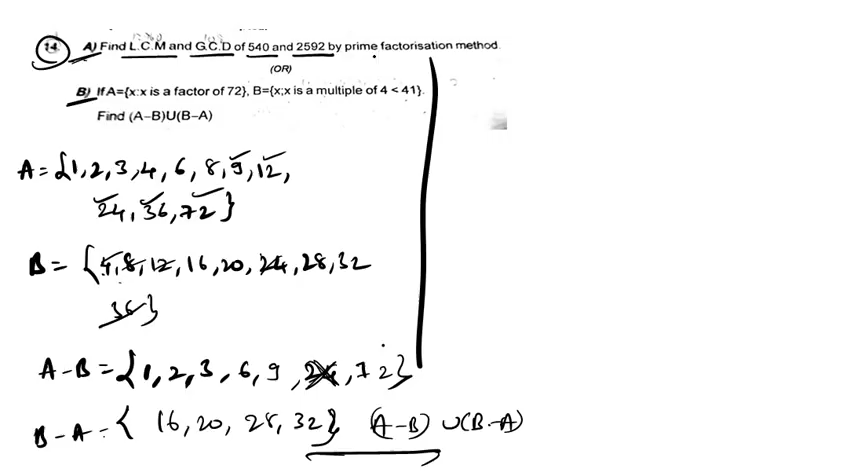 14. A) Find L.C.M and G.C.D of 540 and 2592 by prime factorisation method.
(OR)
B) If A={x:x is a factor of 72}, B={x;x is a multiple of 4 < 41}.
Find (A–B)U(B–A)
A = {1, 2, 3, 4, 6, 8, 9, 12,
24, 36, 72}
B = {4, 8, 12, 16, 20, 24, 28, 32
36}
A - B = {1, 2, 3, 6, 9, 24, 72}
B - A = { 16, 20, 28, 32} (A-B) U(B-A)